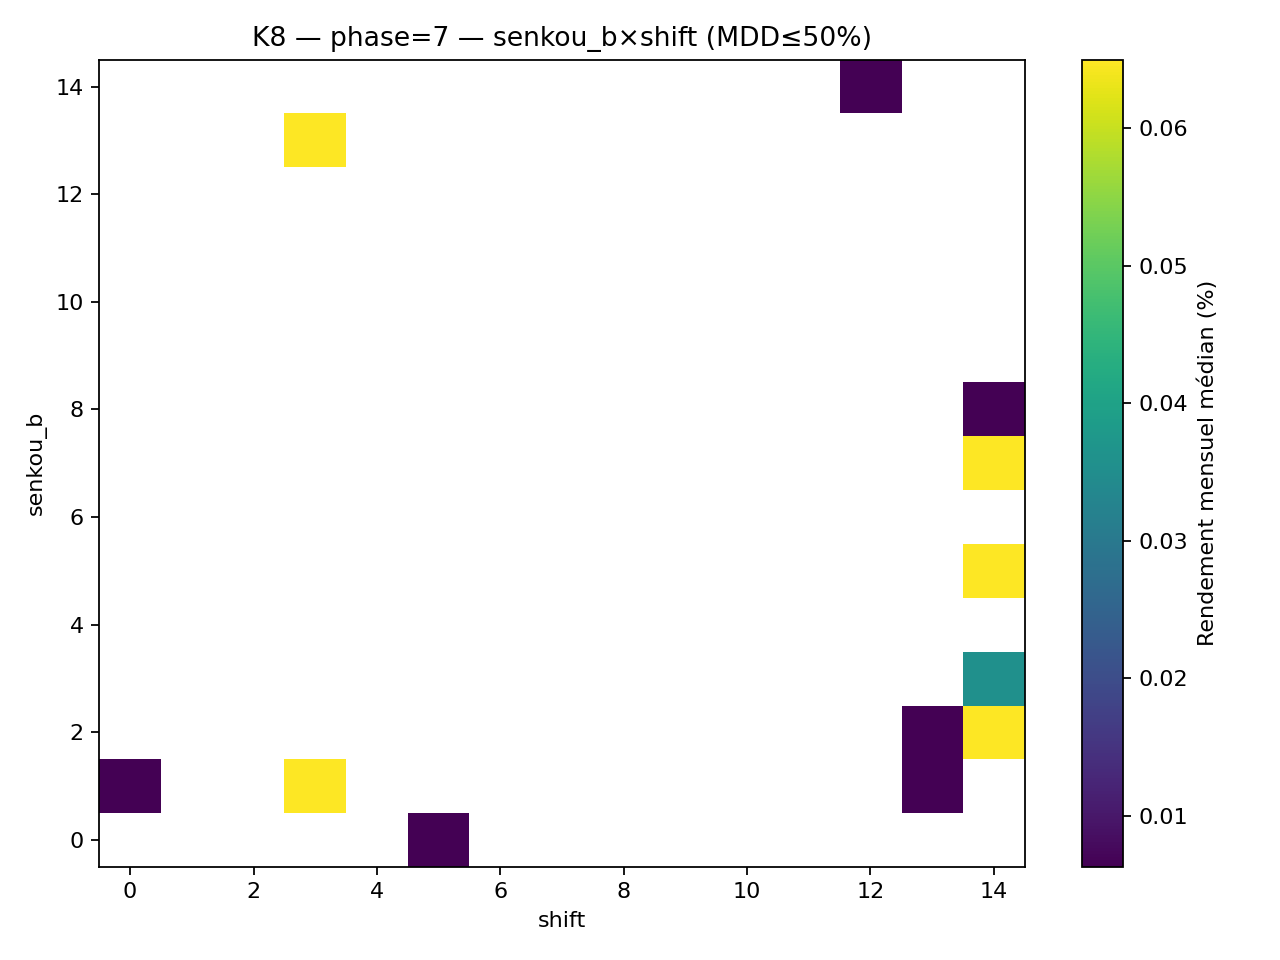 K8 — phase=7 — senkou_b×shift (MDD≤50%)
14
12
10
8
6
4
2
0
senkou_b
0 2 4 6 8 10 12 14
shift
0.06
0.05
0.04
0.03
0.02
0.01
Rendement mensuel médian (%)